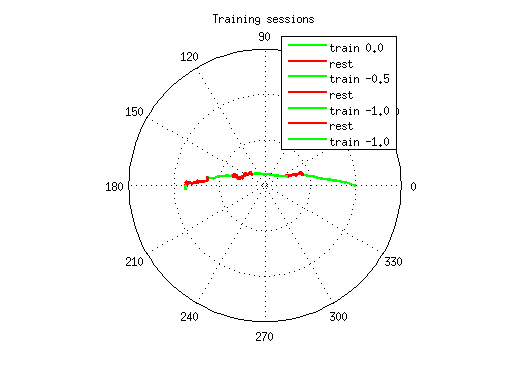 Training sessions
90
120
150
180
210
240
270
300
330
0
train 0.0
rest
train -0.5
rest
train -1.0
rest
train -1.0